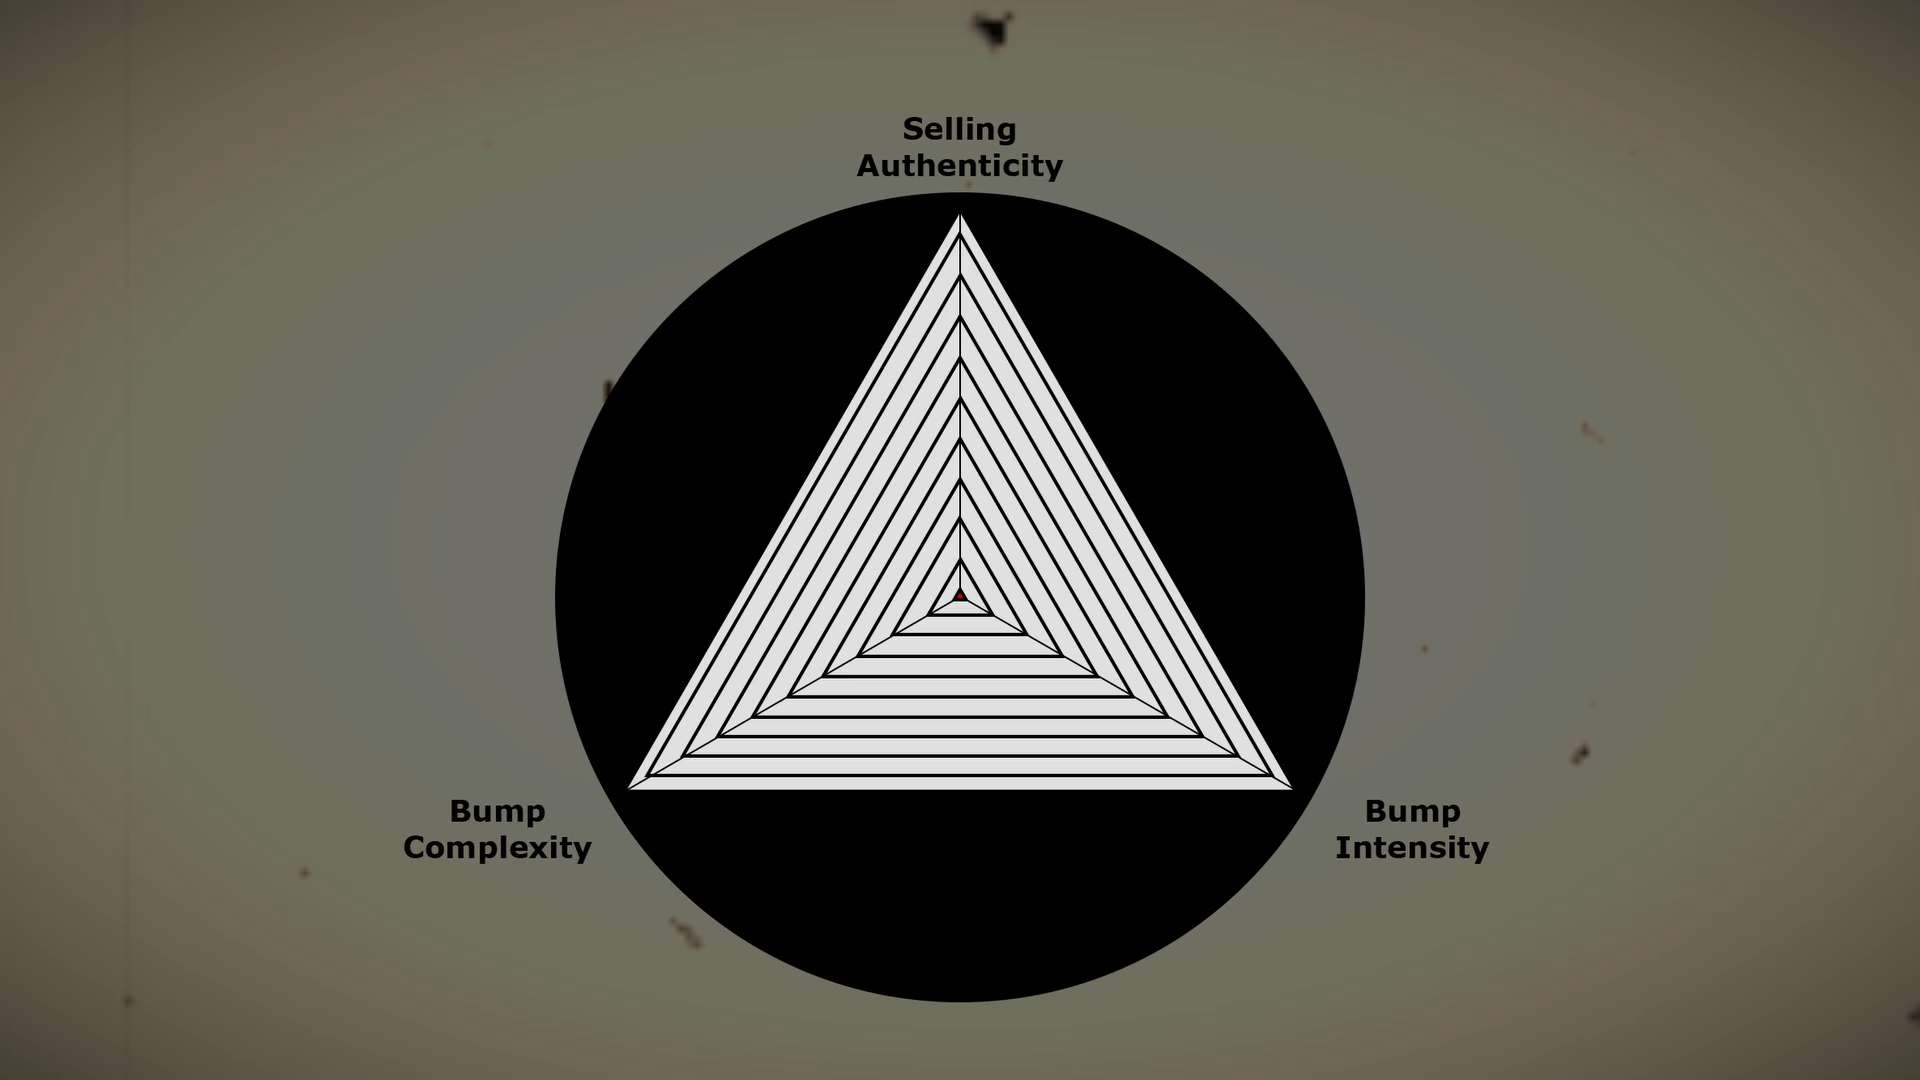 Selling
Authenticity
Bump
Complexity
Bump
Intensity